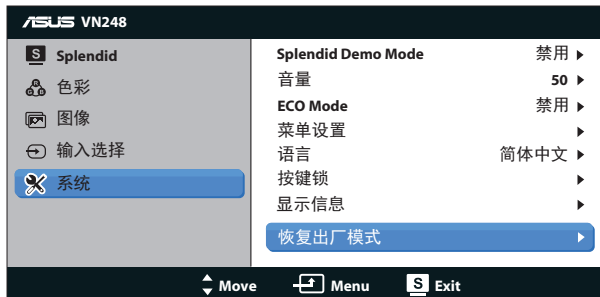 ASUS VN248
S Splendid
色彩
图像
输入选择
系统
Splendid Demo Mode 禁用
音量 50
ECO Mode 禁用
菜单设置
语言 简体中文
按键锁
显示信息
恢复出厂模式
Move Menu S Exit